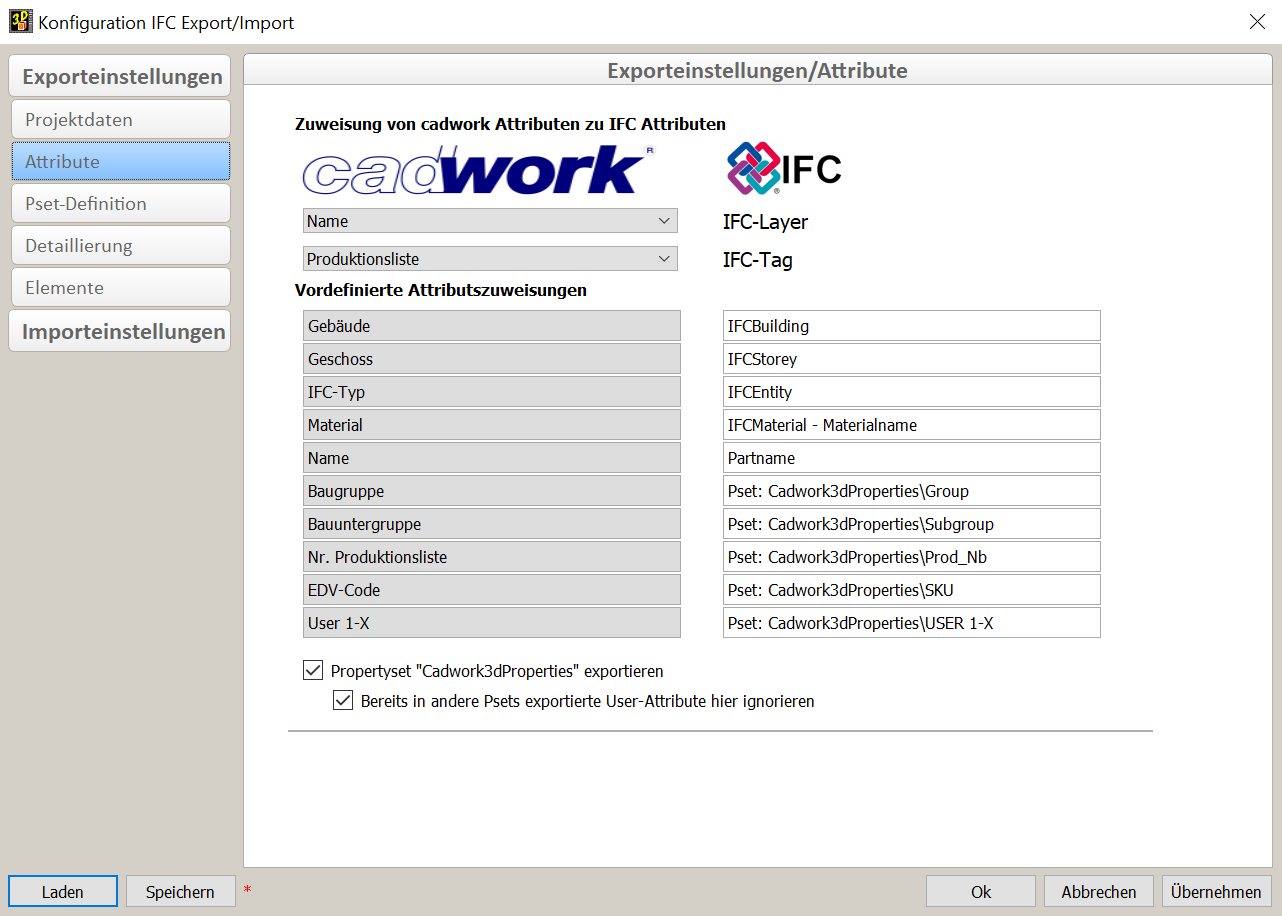 Konfiguration IFC Export/Import
Exporteinstellungen
Projektdaten
Attribute
Pset-Definition
Detaillierung
Elemente
Importeinstellungen
Exporteinstellungen/Attribute
Zuweisung von cadwork Attributen zu IFC Attributen
cadwork® IFC®
Name IFC-Layer
Produktionsliste IFC-Tag
Vordefinierte Attributszuweisungen
Gebäude IFCBuilding
Geschoss IFCStorey
IFC-Typ IFCEntity
Material IFCMaterial - Materialname
Name Partname
Baugruppe Pset: Cadwork3dProperties\Group
Bauuntergruppe Pset: Cadwork3dProperties\Subgroup
Nr. Produktionsliste Pset: Cadwork3dProperties\Prod_Nb
EDV-Code Pset: Cadwork3dProperties\SKU
User 1-X Pset: Cadwork3dProperties\USER 1-X
Propertyset "Cadwork3dProperties" exportieren
Bereits in andere Psets exportierte User-Attribute hier ignorieren
Laden Speichern * Ok Abbrechen Übernehmen